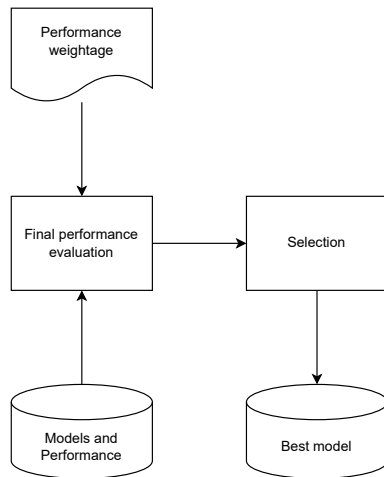 Performance
weightage
Final performance
evaluation
Selection
Models and
Performance
Best model